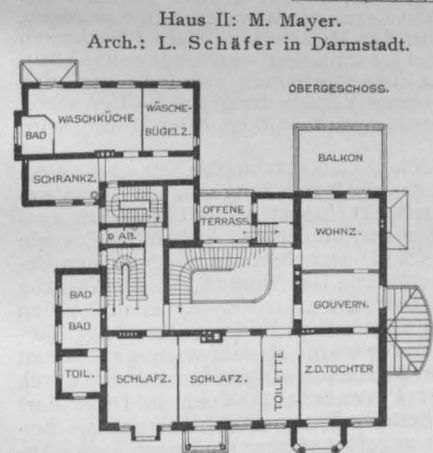 Haus II: M. Mayer.
Arch.: L. Schäfer in Darmstadt.
OBERGESCHOSS.
WASCHKÜCHE
WÄSCHE-
BÜGELZ.
BAD
SCHRANKZ.
BALKON
OFFENE
TERRASS.
WOHNZ.
AB.
GOUVERN.
BAD
BAD
TOIL.
SCHLAFZ.
SCHLAFZ.
TOILETTE
Z.D.TOCHTER